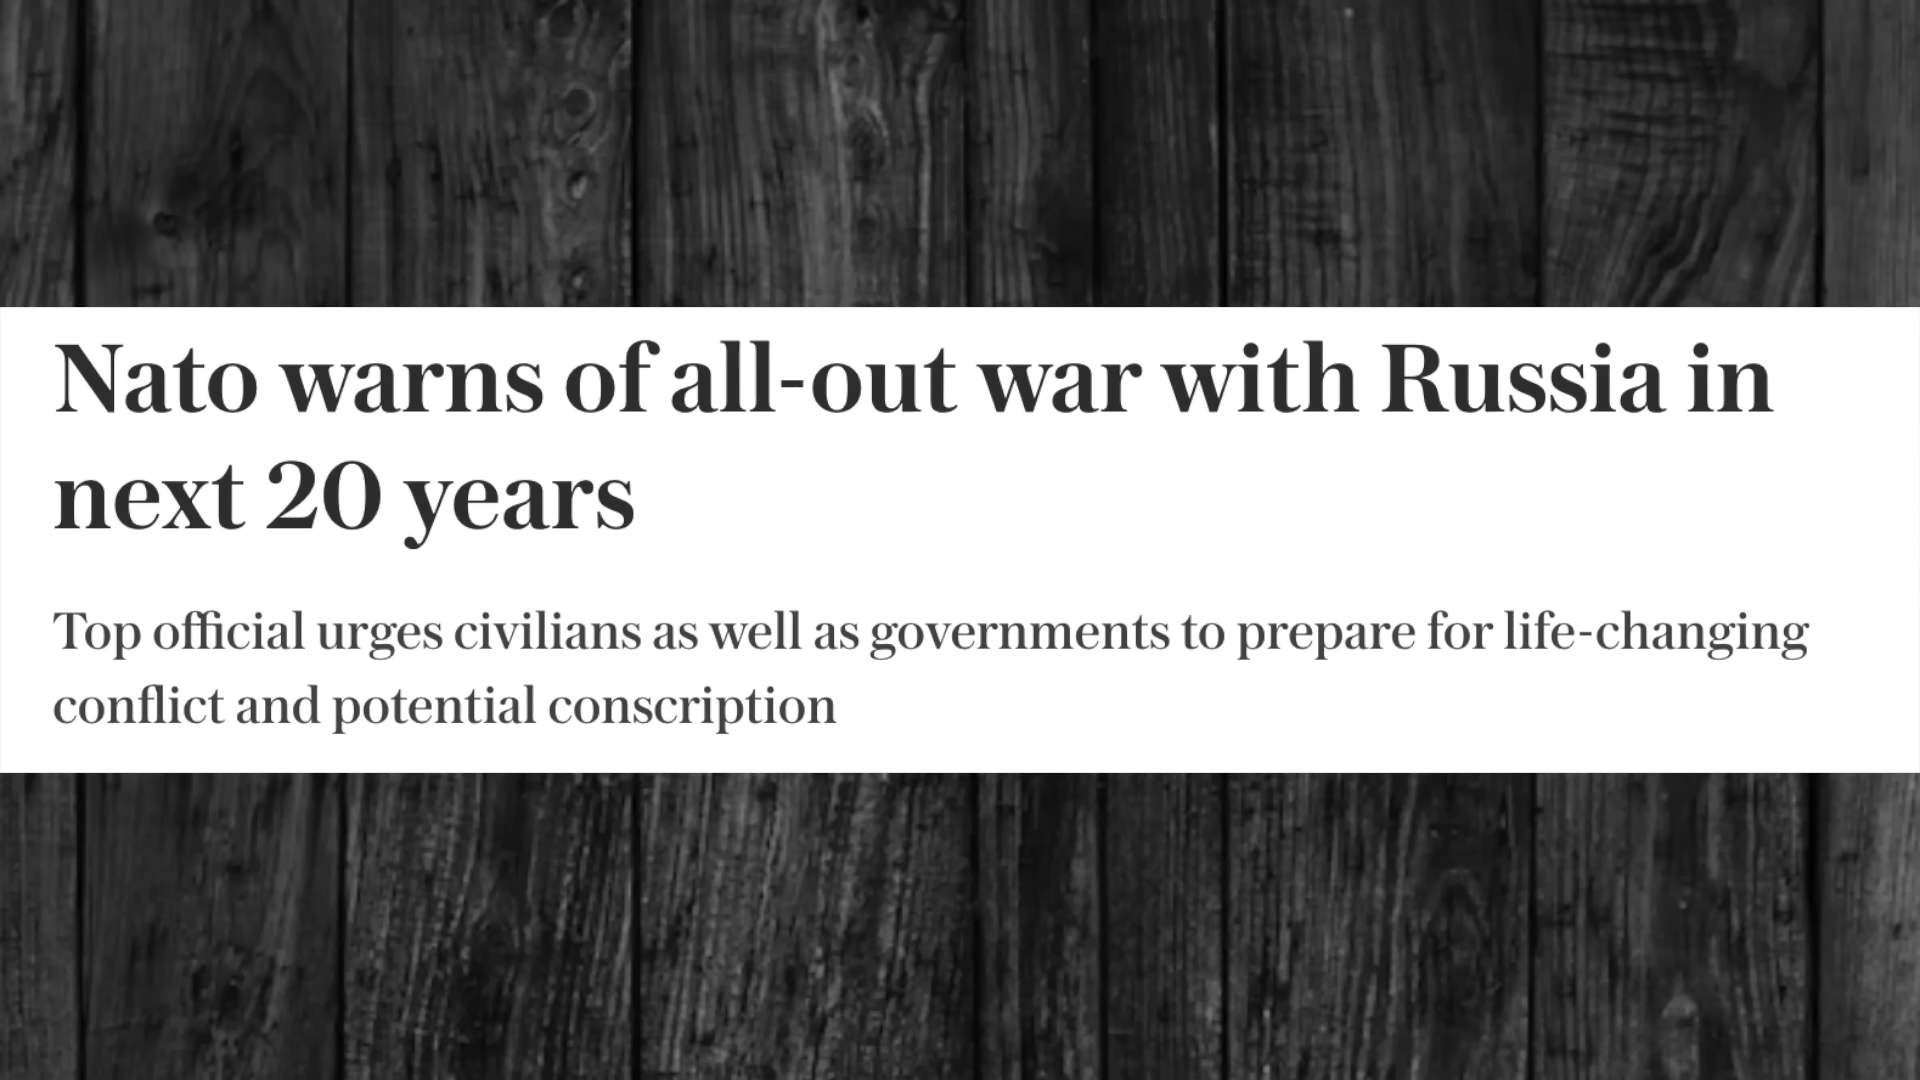 Nato warns of all-out war with Russia in
next 20 years
Top official urges civilians as well as governments to prepare for life-changing
conflict and potential conscription